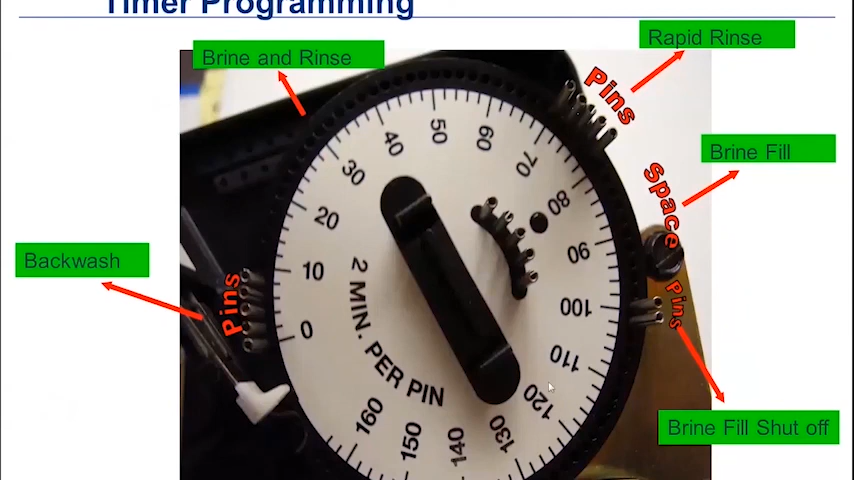 Timer Programming
Rapid Rinse
Brine and Rinse
Pins
Brine Fill
Space
Backwash
Pins
Pins
Brine Fill Shut off
0
10
20
30
40
50
60
70
80
90
100
110
120
130
140
150
160
2 MIN. PER PIN